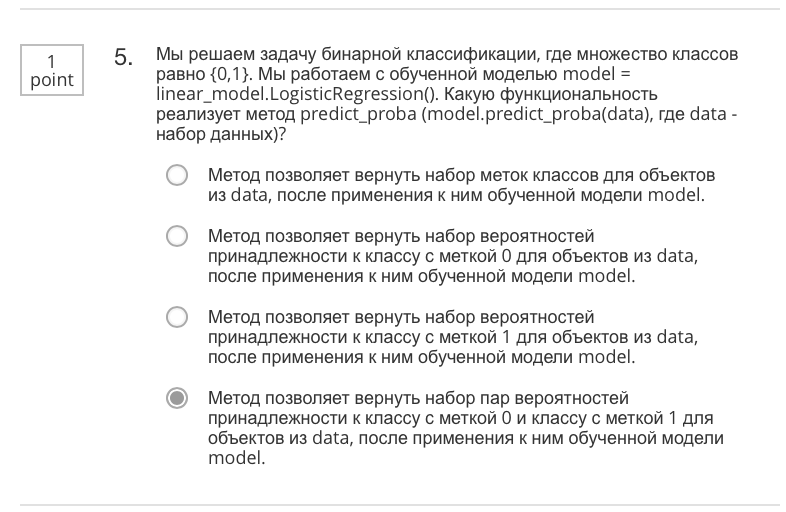 1
point
5.
Мы решаем задачу бинарной классификации, где множество классов
равно {0,1}. Мы работаем с обученной моделью model =
linear_model.LogisticRegression(). Какую функциональность
реализует метод predict_proba (model.predict_proba(data), где data -
набор данных)?
Метод позволяет вернуть набор меток классов для объектов
из data, после применения к ним обученной модели model.
Метод позволяет вернуть набор вероятностей
принадлежности к классу с меткой 0 для объектов из data,
после применения к ним обученной модели model.
Метод позволяет вернуть набор вероятностей
принадлежности к классу с меткой 1 для объектов из data,
после применения к ним обученной модели model.
Метод позволяет вернуть набор пар вероятностей
принадлежности к классу с меткой 0 и классу с меткой 1 для
объектов из data, после применения к ним обученной модели
model.